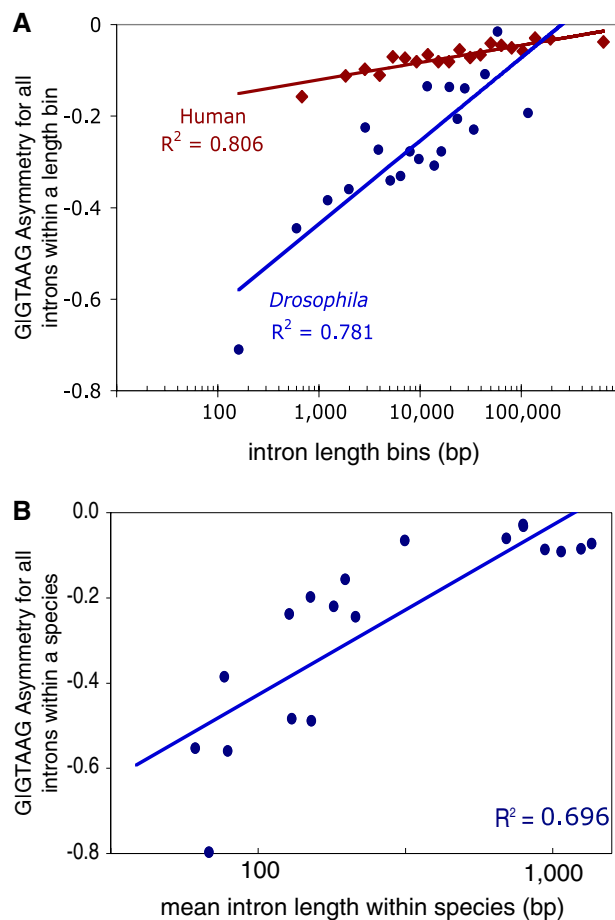 A
G|GTAAG Asymmetry for all
introns within a length bin
0
-0.2
-0.4
-0.6
-0.8
Human
R² = 0.806
Drosophila
R² = 0.781
100 1,000 10,000 100,000
intron length bins (bp)
B
G|GTAAG Asymmetry for all
introns within a species
0.0
-0.2
-0.4
-0.6
-0.8
R² = 0.696
100 1,000
mean intron length within species (bp)